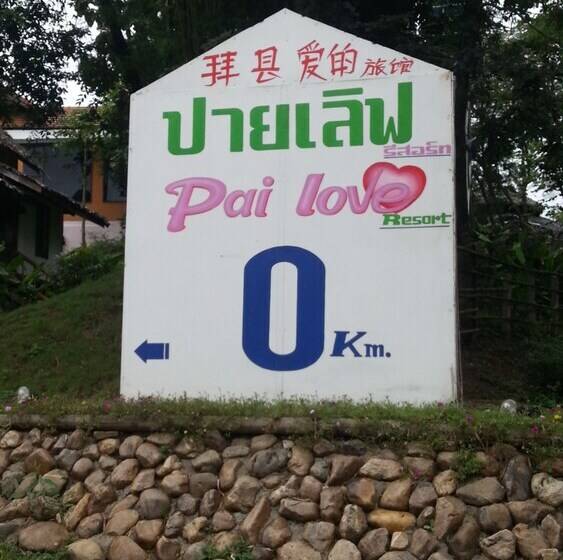 拜县爱的旅馆
ปายเลิฟ
รีสอร์ท
Pai love
Resort
0 Km.